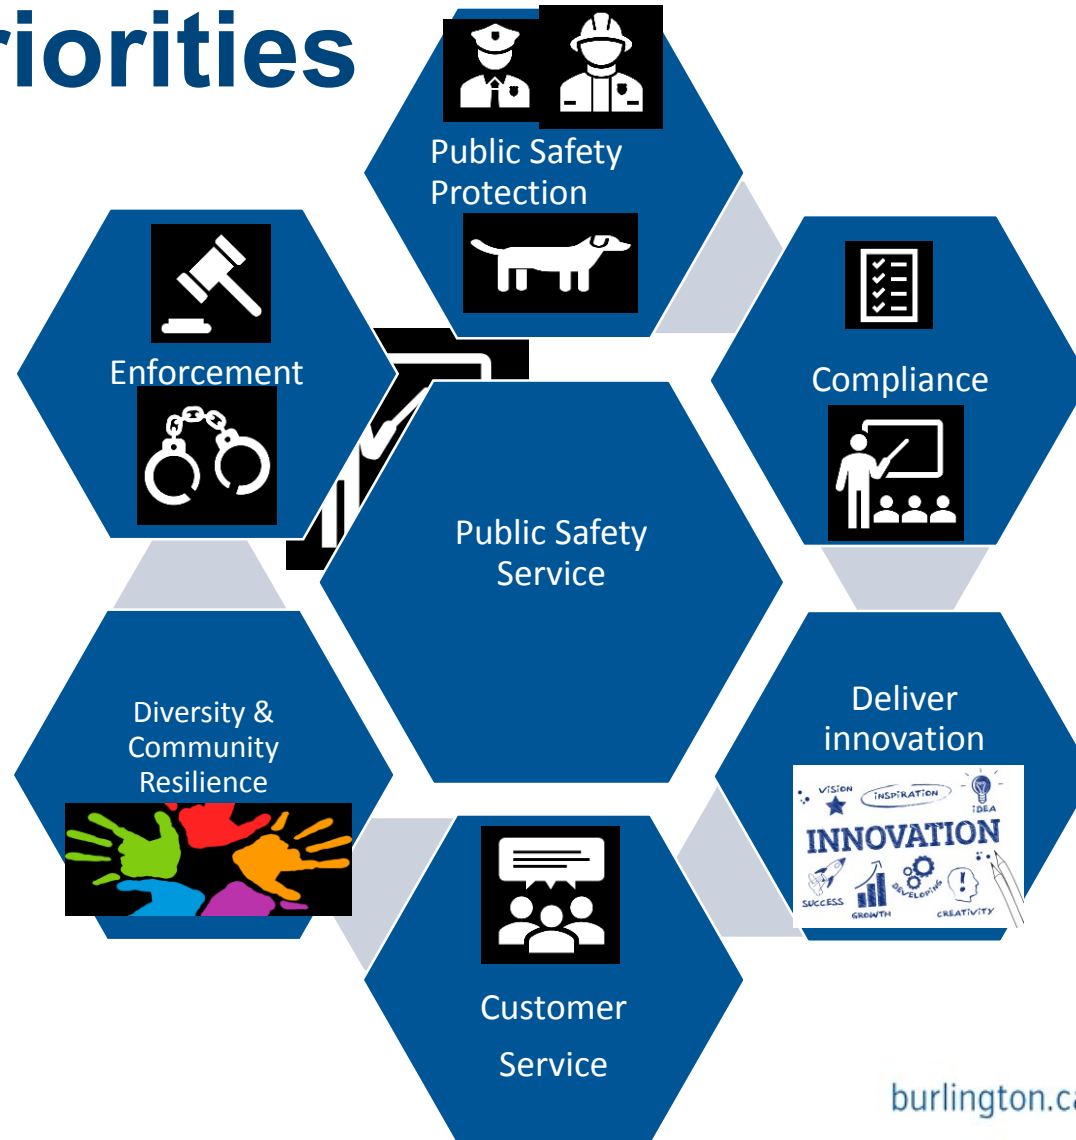 riorities
Public Safety
Protection
Enforcement
Compliance
Public Safety
Service
Diversity &
Community
Resilience
Deliver
innovation
VISION
INSPIRATION
IDEA
INNOVATION
SUCCESS
GROWTH
DEVELOPING
CREATIVITY
Customer
Service
burlington.ca